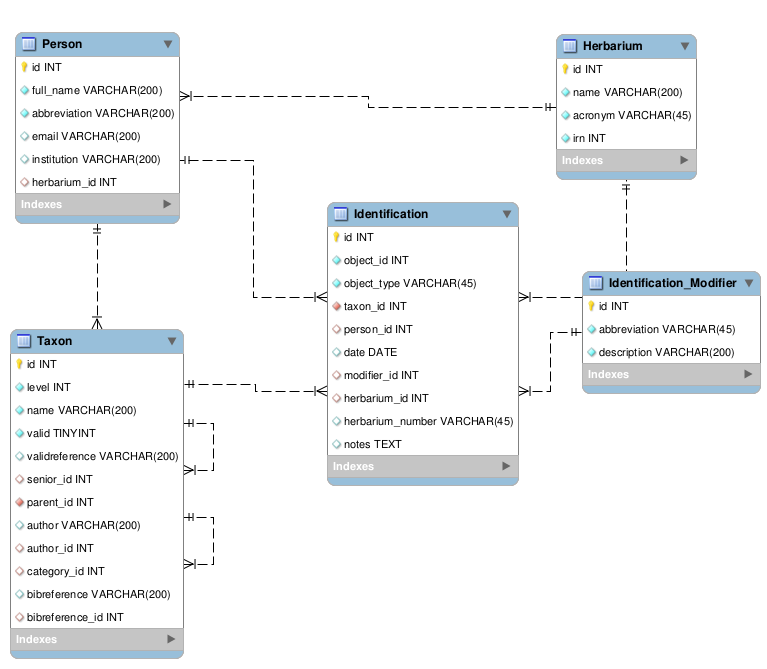 Person
id INT
full_name VARCHAR(200)
abbreviation VARCHAR(200)
email VARCHAR(200)
institution VARCHAR(200)
herbarium_id INT
Indexes
Herbarium
id INT
name VARCHAR(200)
acronym VARCHAR(45)
irn INT
Indexes
Identification
id INT
object_id INT
object_type VARCHAR(45)
taxon_id INT
person_id INT
date DATE
modifier_id INT
herbarium_id INT
herbarium_number VARCHAR(45)
notes TEXT
Indexes
Identification_Modifier
id INT
abbreviation VARCHAR(45)
description VARCHAR(200)
Indexes
Taxon
id INT
level INT
name VARCHAR(200)
valid TINYINT
validreference VARCHAR(200)
senior_id INT
parent_id INT
author VARCHAR(200)
author_id INT
category_id INT
bibreference VARCHAR(200)
bibreference_id INT
Indexes